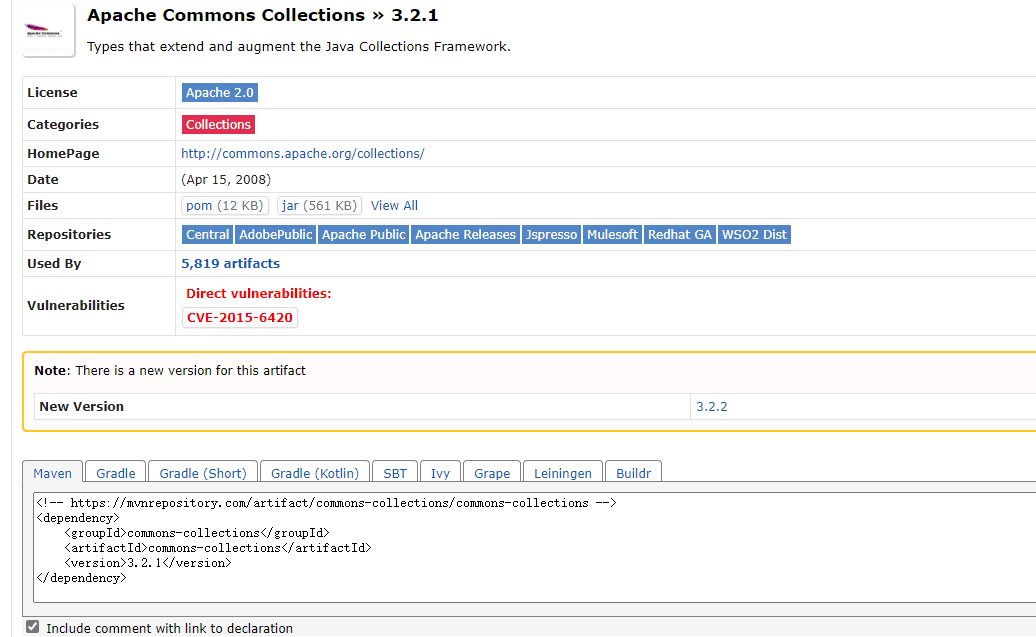 Apache Commons Collections » 3.2.1
Types that extend and augment the Java Collections Framework.
License Apache 2.0
Categories Collections
HomePage http://commons.apache.org/collections/
Date (Apr 15, 2008)
Files pom (12 KB) jar (561 KB) View All
Repositories Central AdobePublic Apache Public Apache Releases Jspresso Mulesoft Redhat GA WSO2 Dist
Used By 5,819 artifacts
Vulnerabilities Direct vulnerabilities:
CVE-2015-6420
Note: There is a new version for this artifact
New Version 3.2.2
Maven Gradle Gradle (Short) Gradle (Kotlin) SBT Ivy Grape Leiningen Buildr
<!-- https://mvnrepository.com/artifact/commons-collections/commons-collections -->
<dependency>
    <groupId>commons-collections</groupId>
    <artifactId>commons-collections</artifactId>
    <version>3.2.1</version>
</dependency>
Include comment with link to declaration